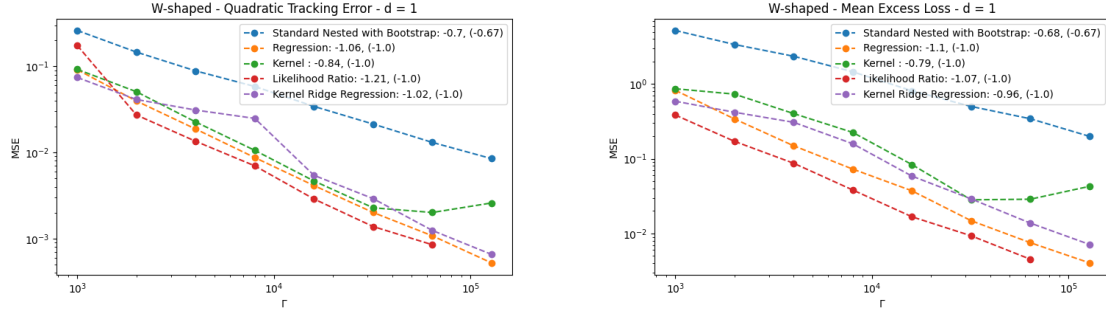 W-shaped - Quadratic Tracking Error - d = 1
Standard Nested with Bootstrap: -0.7, (-0.67)
Regression: -1.06, (-1.0)
Kernel : -0.84, (-1.0)
Likelihood Ratio: -1.21, (-1.0)
Kernel Ridge Regression: -1.02, (-1.0)
MSE
10⁻¹
10⁻²
10⁻³
10³
10⁴
10⁵
Γ
W-shaped - Mean Excess Loss - d = 1
Standard Nested with Bootstrap: -0.68, (-0.67)
Regression: -1.1, (-1.0)
Kernel : -0.79, (-1.0)
Likelihood Ratio: -1.07, (-1.0)
Kernel Ridge Regression: -0.96, (-1.0)
MSE
10⁰
10⁻¹
10⁻²
10³
10⁴
10⁵
Γ